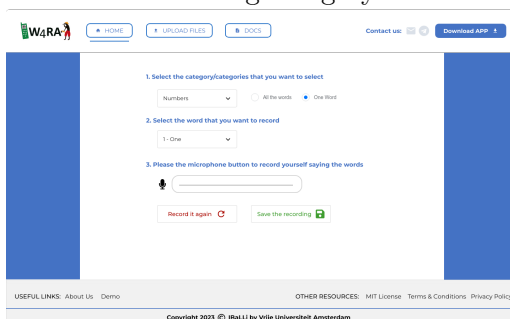 W4RA
HOME
UPLOAD FILES
DOCS
Contact us:
Download APP
1. Select the category/categories that you want to select
Numbers
All the words
One Word
2. Select the word that you want to record
1 - One
3. Please the microphone button to record yourself saying the words
Record it again
Save the recording
USEFUL LINKS: About Us Demo
OTHER RESOURCES: MIT License Terms & Conditions Privacy Policy
Copyright 2023 © IBaLLi by Vrije Universiteit Amsterdam